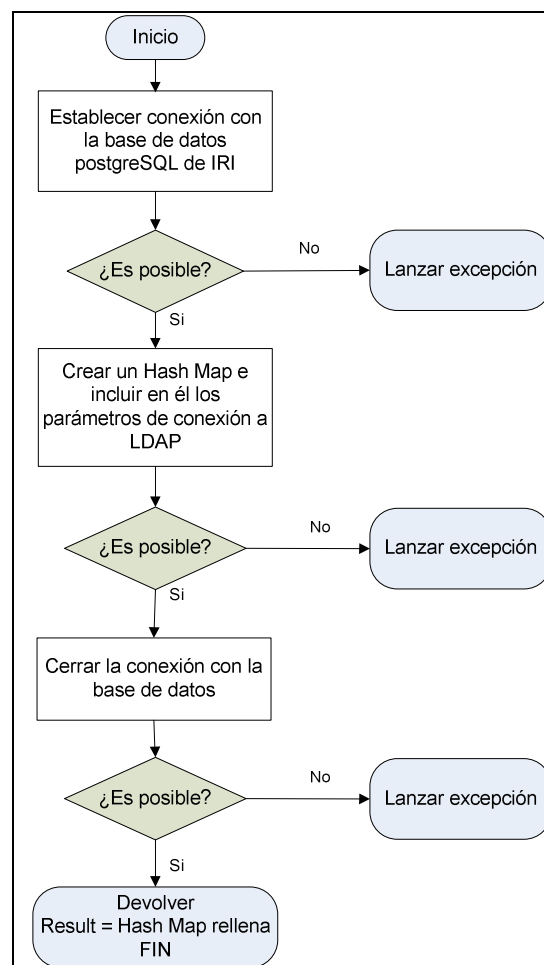 Inicio
Establecer conexión con
la base de datos
postgreSQL de IRI
¿Es posible?
No
Lanzar excepción
Si
Crear un Hash Map e
incluir en él los
parámetros de conexión a
LDAP
¿Es posible?
No
Lanzar excepción
Si
Cerrar la conexión con la
base de datos
¿Es posible?
No
Lanzar excepción
Si
Devolver
Result = Hash Map rellena
FIN